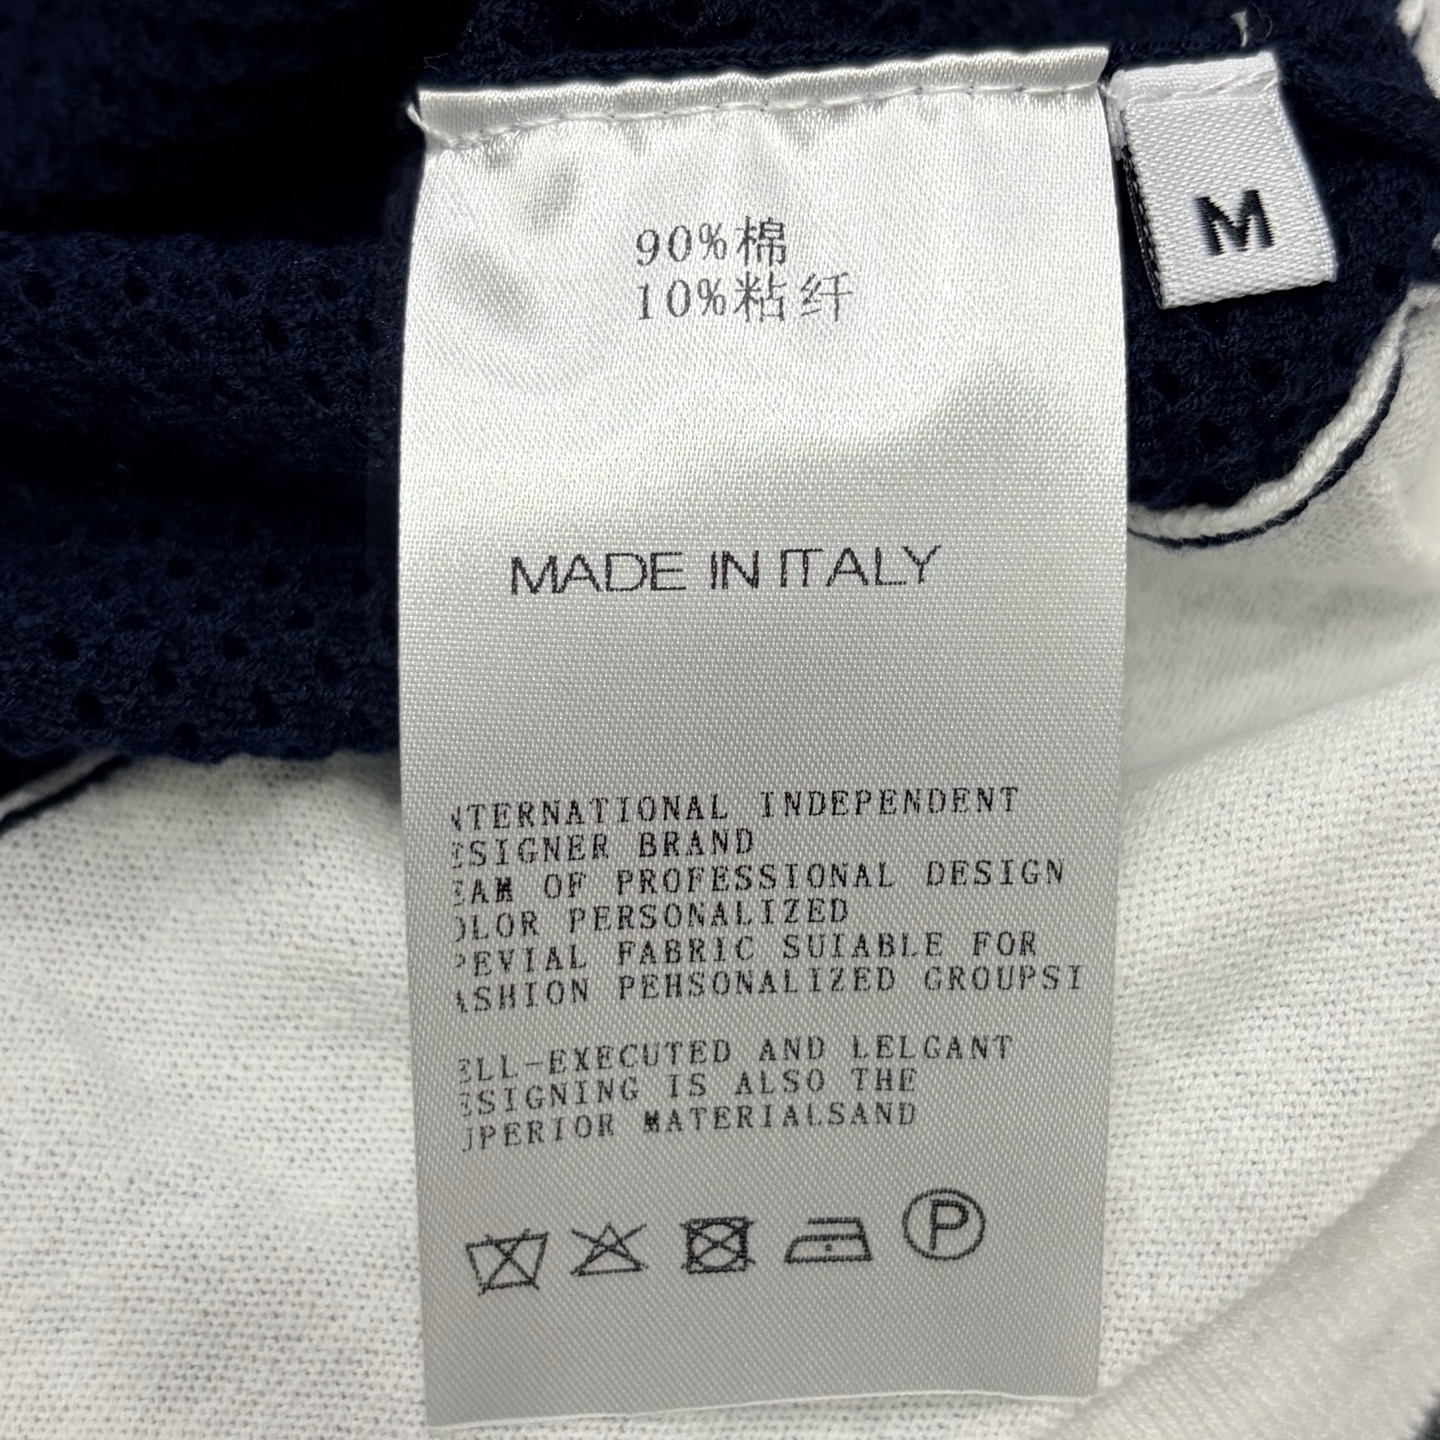 90%棉
10%粘纤
M
MADE IN ITALY
NTERNATIONAL INDEPENDENT
ESIGNER BRAND
EAM OF PROFESSIONAL DESIGN
OLOR PERSONALIZED
PEVIAL FABRIC SUIABLE FOR
ASHION PEHSONALIZED GROUPSI
ELL-EXECUTED AND LELGANT
ESIGNING IS ALSO THE
UPERIOR MATERIALSAND
P